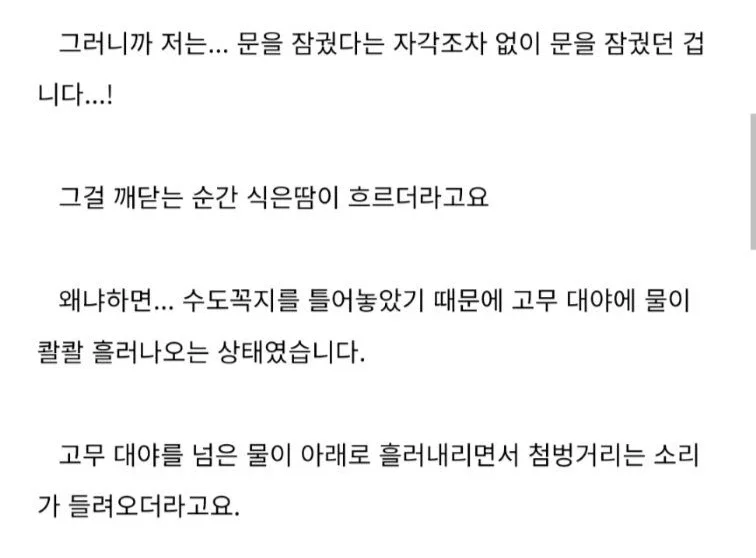 그러니까 저는... 문을 잠궜다는 자각조차 없이 문을 잠궜던 겁
니다...!
그걸 깨닫는 순간 식은땀이 흐르더라고요
왜냐하면... 수도꼭지를 틀어놓았기 때문에 고무 대야에 물이
콸콸 흘러나오는 상태였습니다.
고무 대야를 넘은 물이 아래로 흘러내리면서 첨벙거리는 소리
가 들려오더라고요.